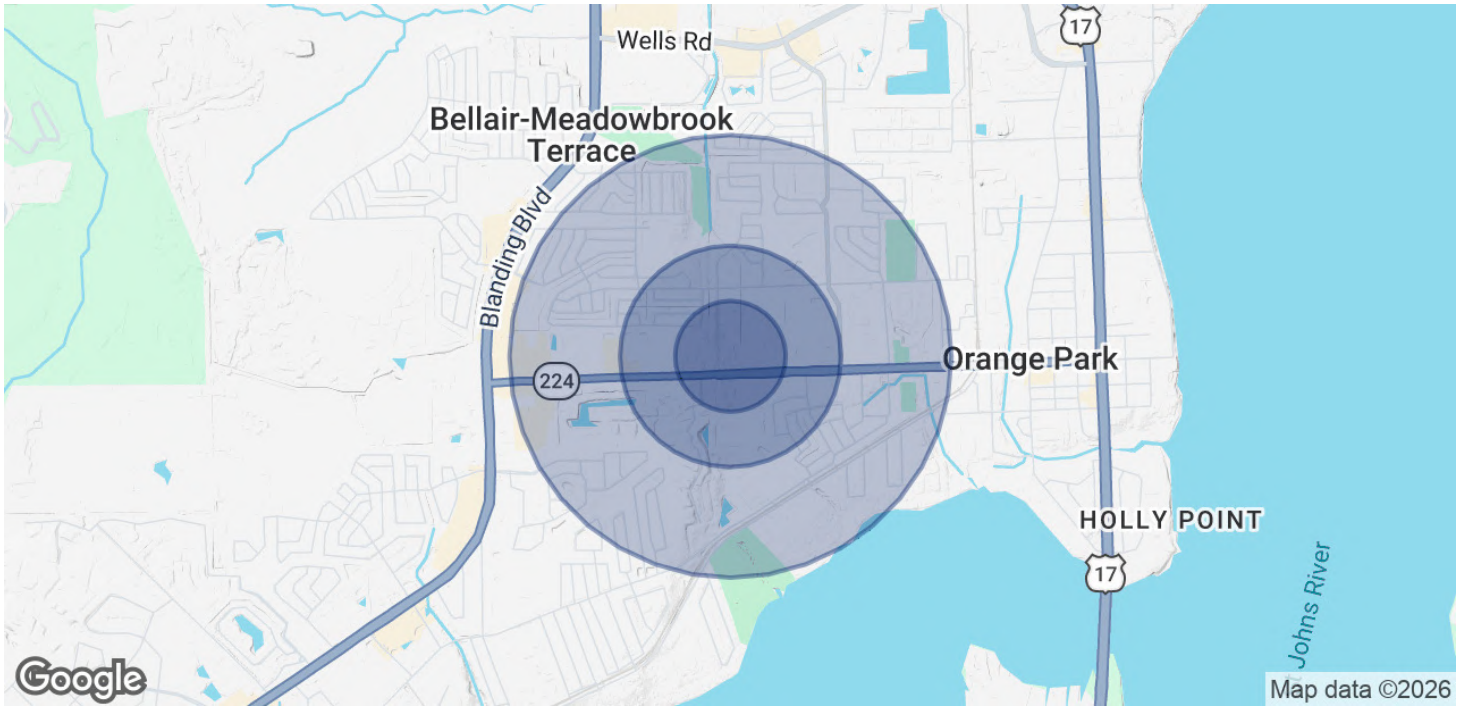 17
Wells Rd
Bellair-Meadowbrook
Terrace
Blanding Blvd
224
Orange Park
HOLLY POINT
17
Johns River
Google
Map data ©2026